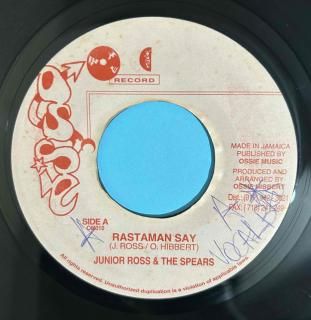 Ossie
RECORD
MADE IN JAMAICA
PUBLISHED BY
OSSIE MUSIC
PRODUCED AND
ARRANGED BY
OSSIE HIBBERT
SIDE A
RASTAMAN SAY
(J. ROSS/ O. HIBBERT)
JUNIOR ROSS & THE SPEARS
A
VOCAL
All rights reserved. Unauthorized duplication is a violation of applicable laws.